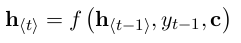 h⟨t⟩ = f (h⟨t−1⟩, yt−1, c)